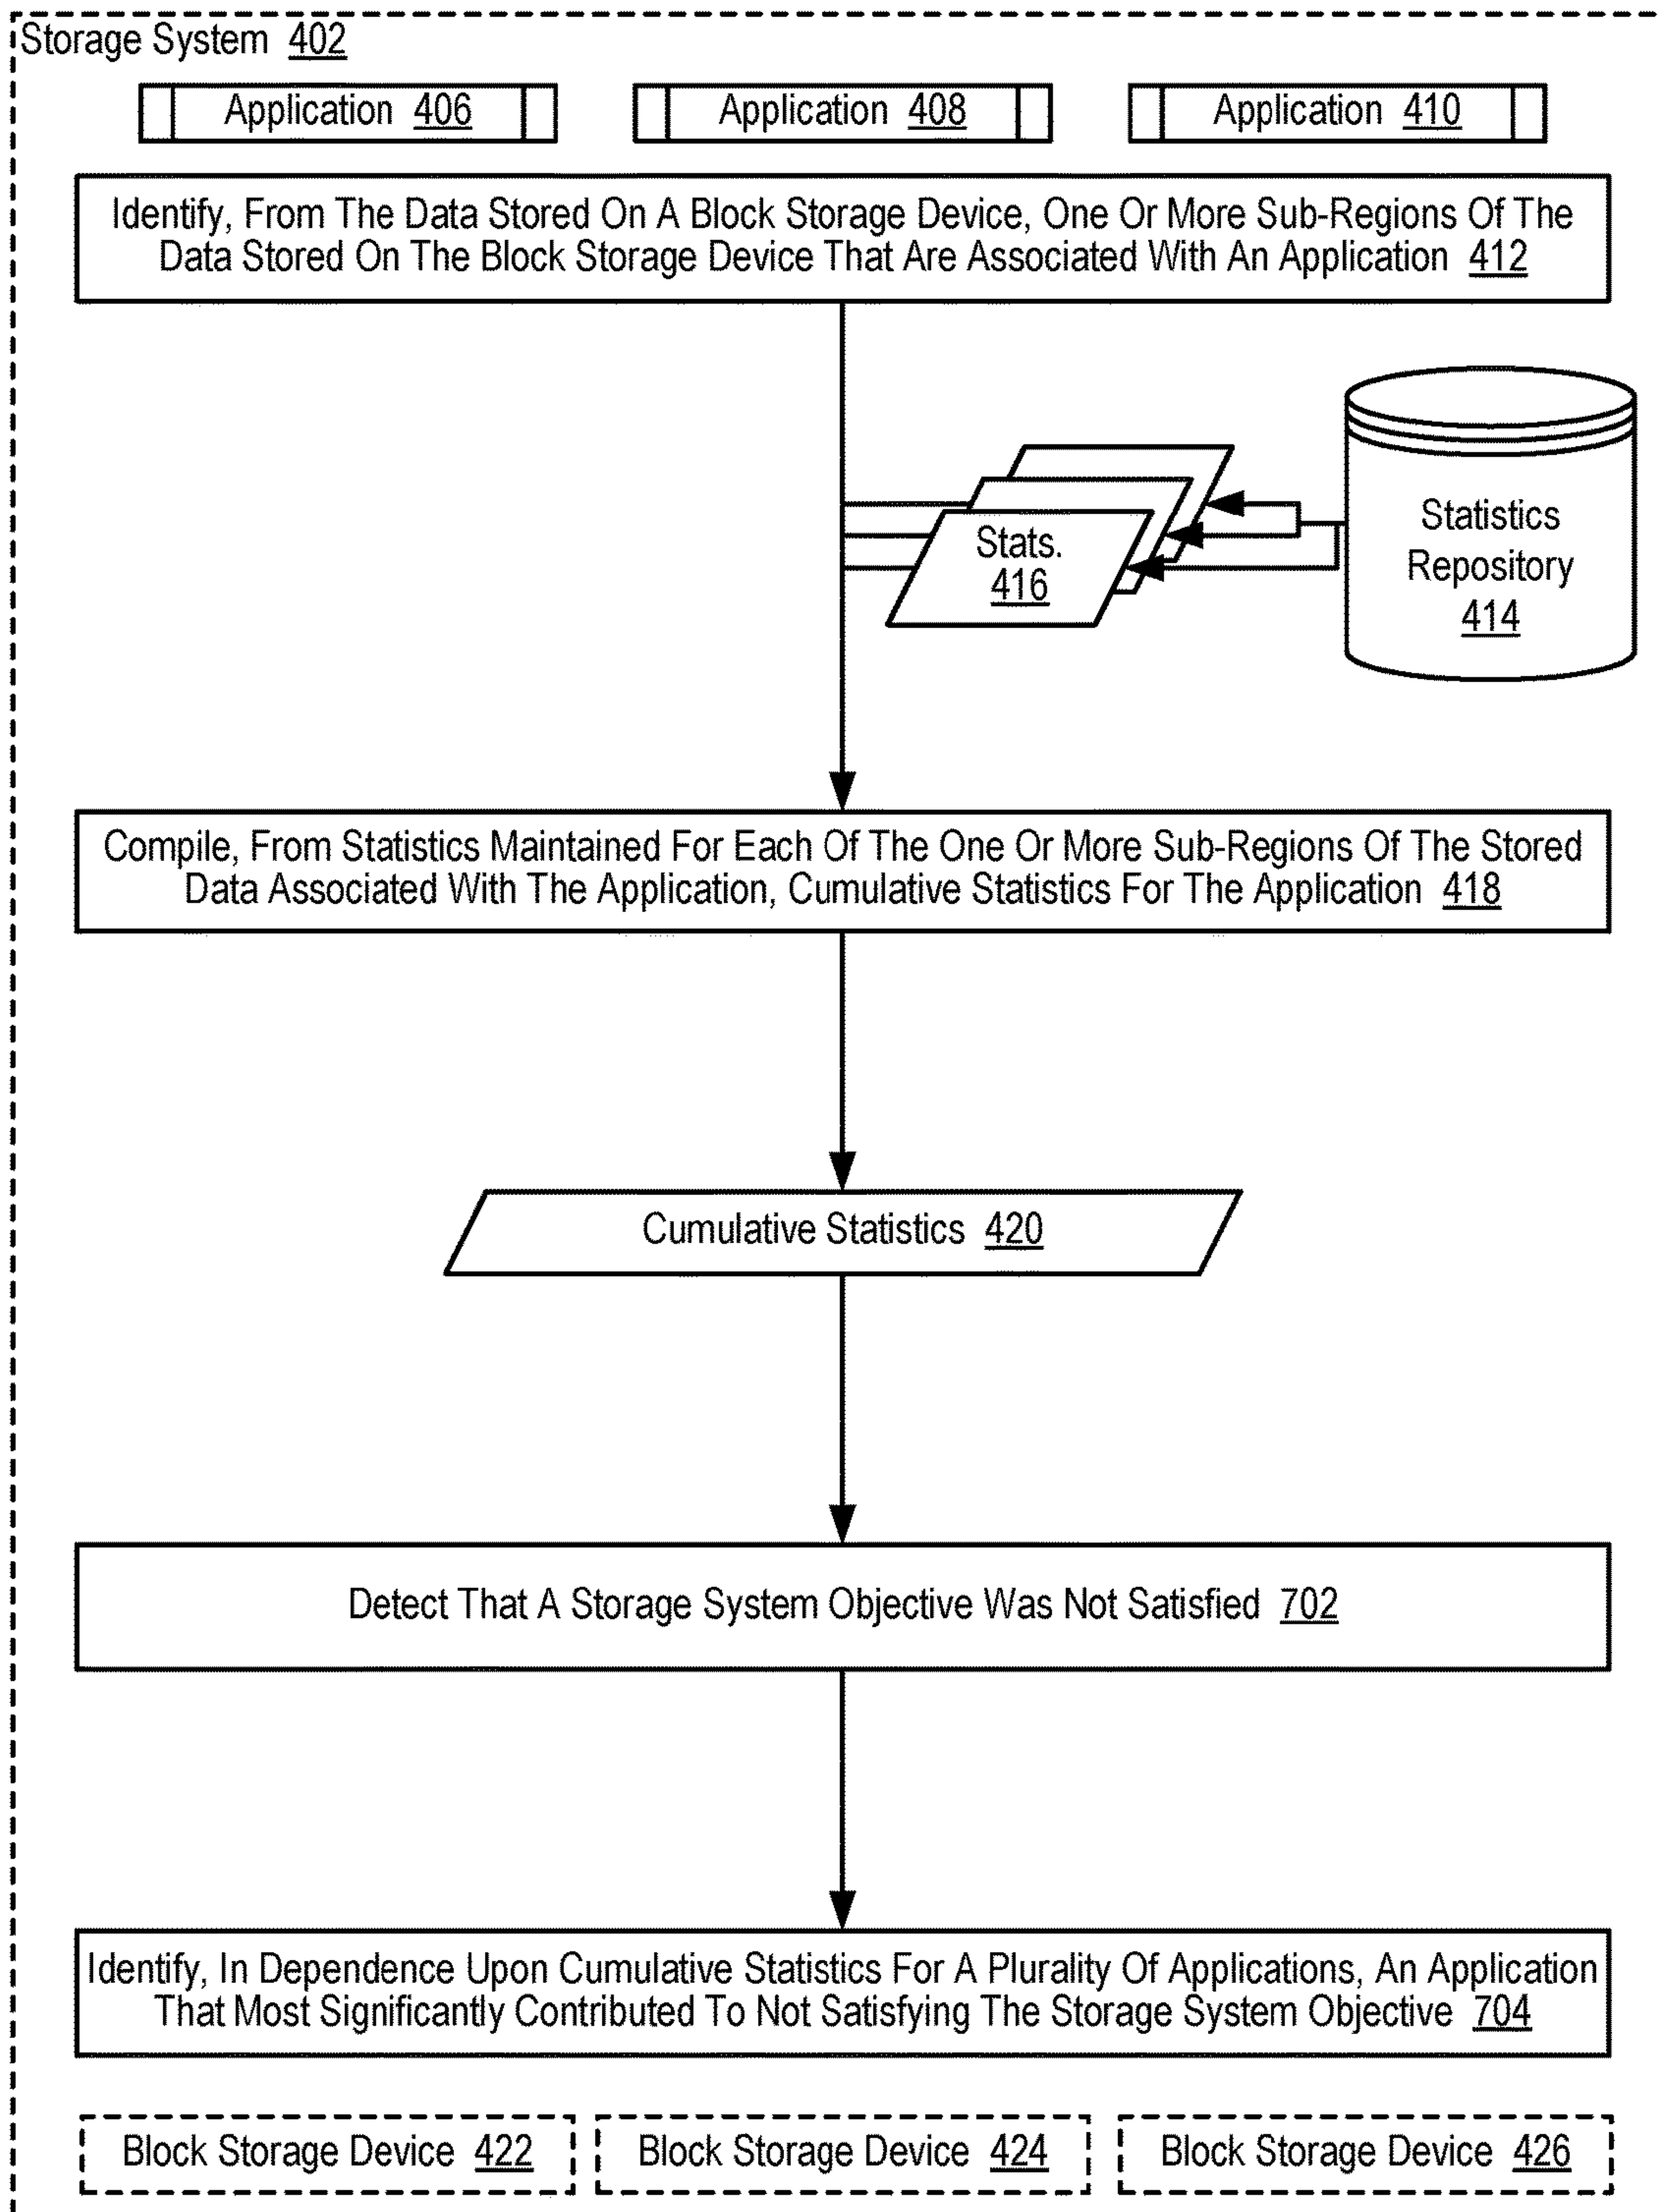 Storage System 402
Application 406
Application 408
Application 410
Identify, From The Data Stored On A Block Storage Device, One Or More Sub-Regions Of The
Data Stored On The Block Storage Device That Are Associated With An Application 412
Stats.
416
Statistics
Repository
414
Compile, From Statistics Maintained For Each Of The One Or More Sub-Regions Of The Stored
Data Associated With The Application, Cumulative Statistics For The Application 418
Cumulative Statistics 420
Detect That A Storage System Objective Was Not Satisfied 702
Identify, In Dependence Upon Cumulative Statistics For A Plurality Of Applications, An Application
That Most Significantly Contributed To Not Satisfying The Storage System Objective 704
Block Storage Device 422
Block Storage Device 424
Block Storage Device 426